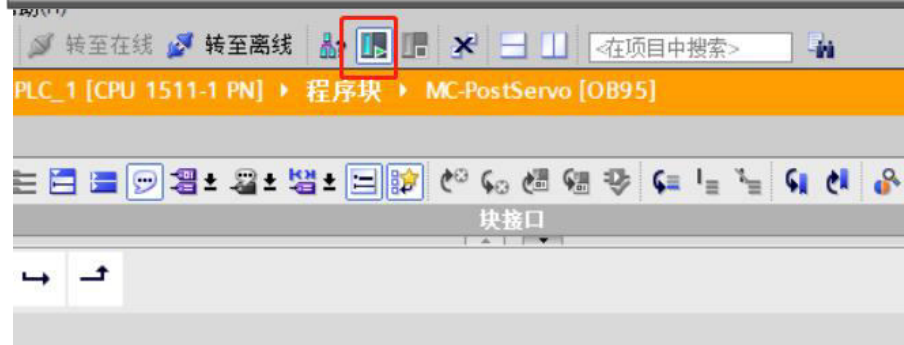 转至在线 转至离线 <在项目中搜索>
PLC_1 [CPU 1511-1 PN] 程序块 MC-PostServo [OB95]
块接口